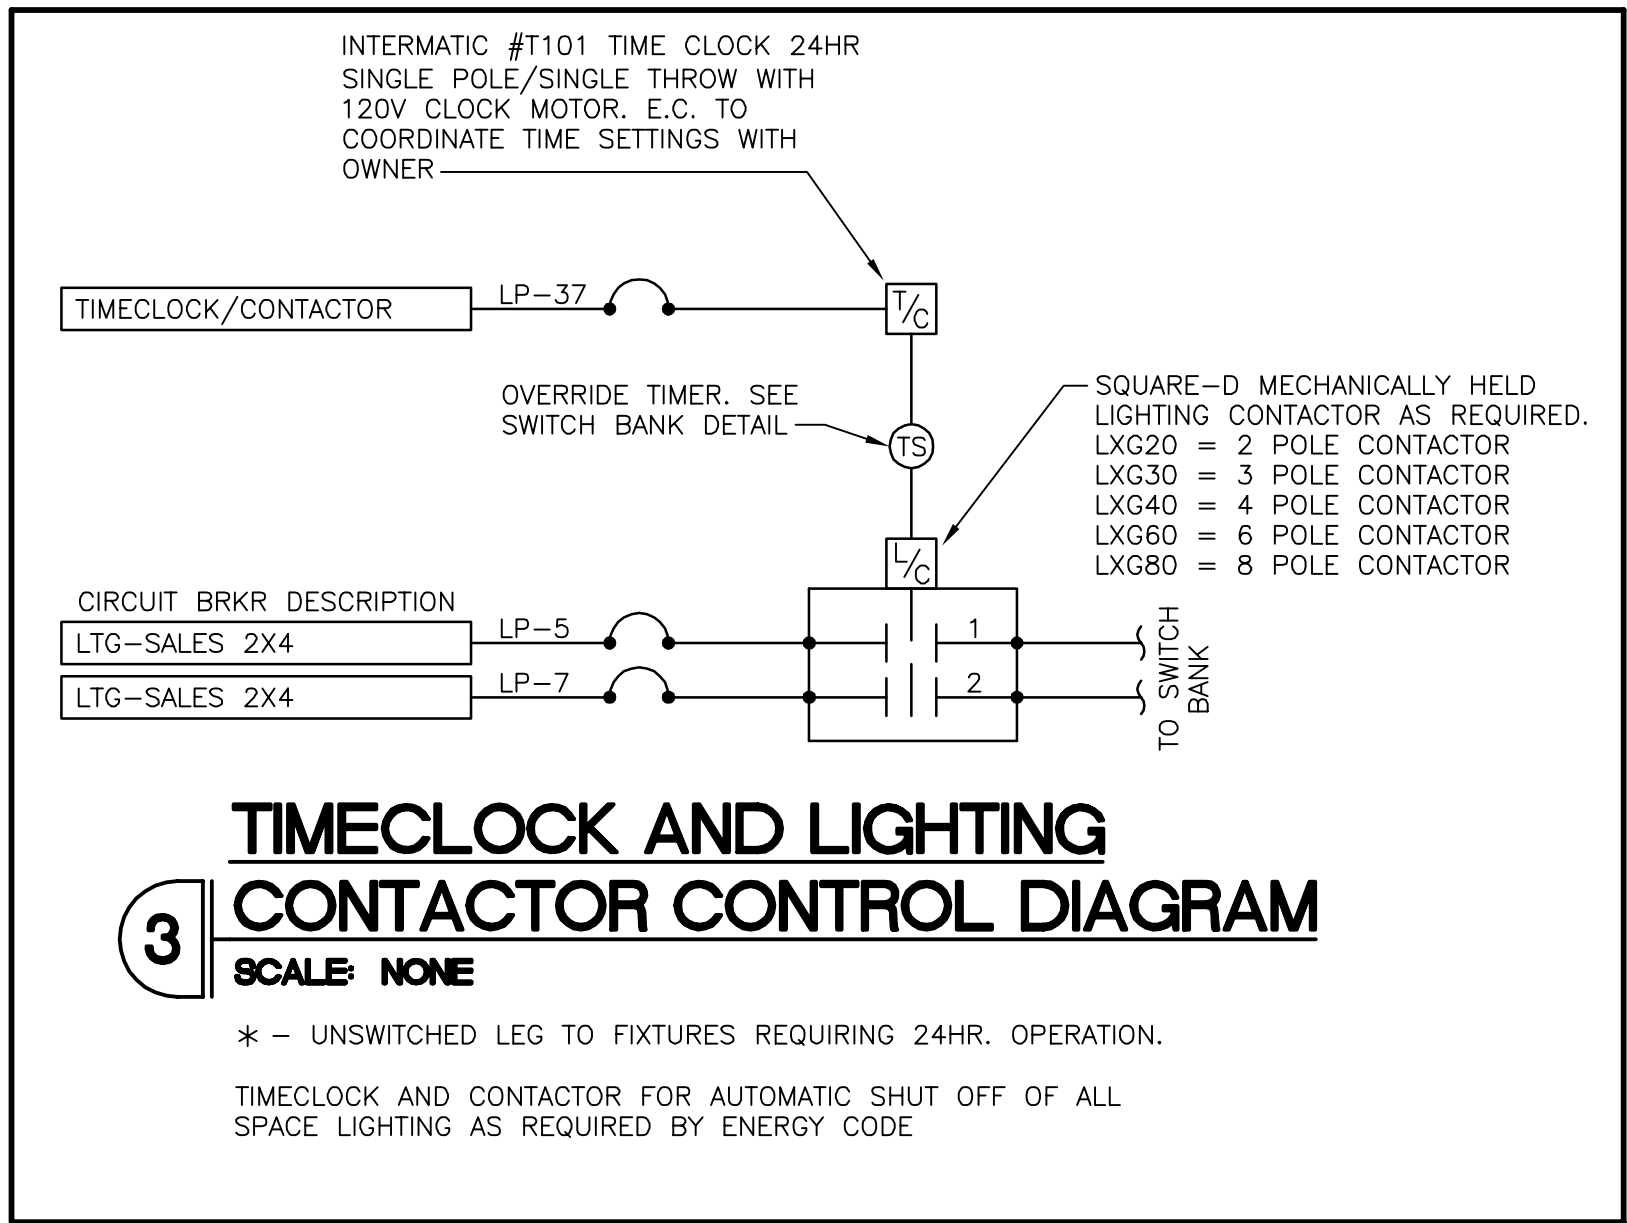 INTERMATIC #T101 TIME CLOCK 24HR
SINGLE POLE/SINGLE THROW WITH
120V CLOCK MOTOR. E.C. TO
COORDINATE TIME SETTINGS WITH
OWNER
TIMECLOCK/CONTACTOR
LP-37
T/C
OVERRIDE TIMER. SEE
SWITCH BANK DETAIL
TS
SQUARE-D MECHANICALLY HELD
LIGHTING CONTACTOR AS REQUIRED.
LXG20 = 2 POLE CONTACTOR
LXG30 = 3 POLE CONTACTOR
LXG40 = 4 POLE CONTACTOR
LXG60 = 6 POLE CONTACTOR
LXG80 = 8 POLE CONTACTOR
L/C
CIRCUIT BRKR DESCRIPTION
LTG-SALES 2X4
LP-5
1
LTG-SALES 2X4
LP-7
2
TO SWITCH
BANK
TIMECLOCK AND LIGHTING
CONTACTOR CONTROL DIAGRAM
3
SCALE: NONE
* - UNSWITCHED LEG TO FIXTURES REQUIRING 24HR. OPERATION.
TIMECLOCK AND CONTACTOR FOR AUTOMATIC SHUT OFF OF ALL
SPACE LIGHTING AS REQUIRED BY ENERGY CODE